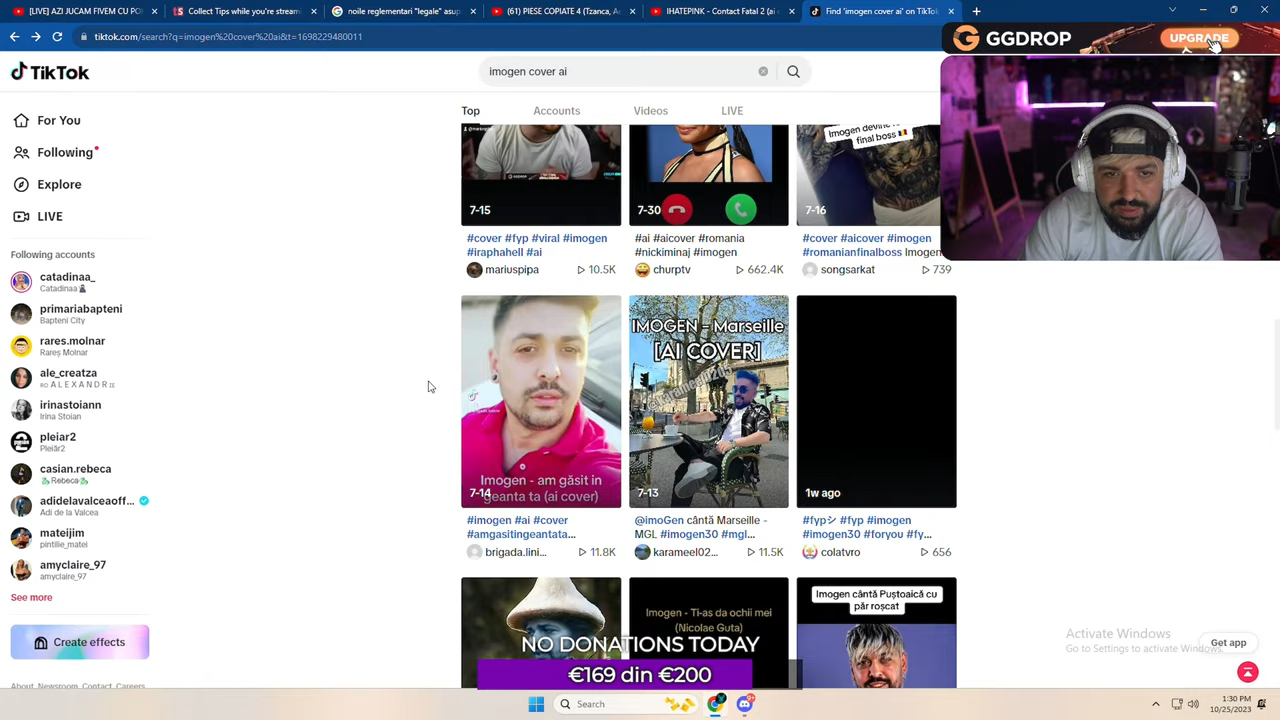 [LIVE] AZI JUCAM FIVEM CU PO
Collect Tips while you're stream
noile reglementari "legale" asup
(61) PIESE COPIATE 4 (Tzanca, A
IHATEPINK - Contact Fatal 2 (ai
Find 'imogen cover ai' on TikTok
tiktok.com/search?q=imogen%20cover%20ai&t=1698229480011
GGDROP
UPGRADE
TikTok
imogen cover ai
Top
Accounts
Videos
LIVE
For You
Following
Explore
LIVE
Following accounts
catadinaa_
Catadinaa
primariabapteni
Bapteni City
rares.molnar
Rareș Molnar
ale_creatza
irinastoiann
Irina Stoian
pleiar2
Pleiăr2
casian.rebeca
Rebeca
adidelavalceaoff...
Adi de la Valcea
mateijim
pintilie_matei
amyclaire_97
amyclaire_97
See more
Create effects
About Newsroom Contact Careers
7-15
#cover #fyp #viral #imogen
#iraphahell #ai
mariuspipa
10.5K
7-30
#ai #aicover #romania
#nickiminaj #imogen
churptv
662.4K
Imogen devine
final boss
7-16
#cover #aicover #imogen
#romanianfinalboss Imogen
songsarkat
739
Imogen - am găsit in
geanta ta (ai cover)
7-14
#imogen #ai #cover
#amgasitingeantata...
brigada.lini...
11.8K
IMOGEN - Marseille
[AI COVER]
7-13
@imoGen cântă Marseille -
MGL #imogen30 #mgl...
karameel02...
11.5K
1w ago
#fypシ #fyp #imogen
#imogen30 #foryou #fy...
colatvro
656
Imogen - Ti-as da ochii mei
(Nicolae Guta)
Imogen cântă Puștoaică cu
păr roșcat
NO DONATIONS TODAY
€169 din €200
Activate Windows
Go to Settings to activate Windows.
Get app
Search
1:30 PM
10/25/2023